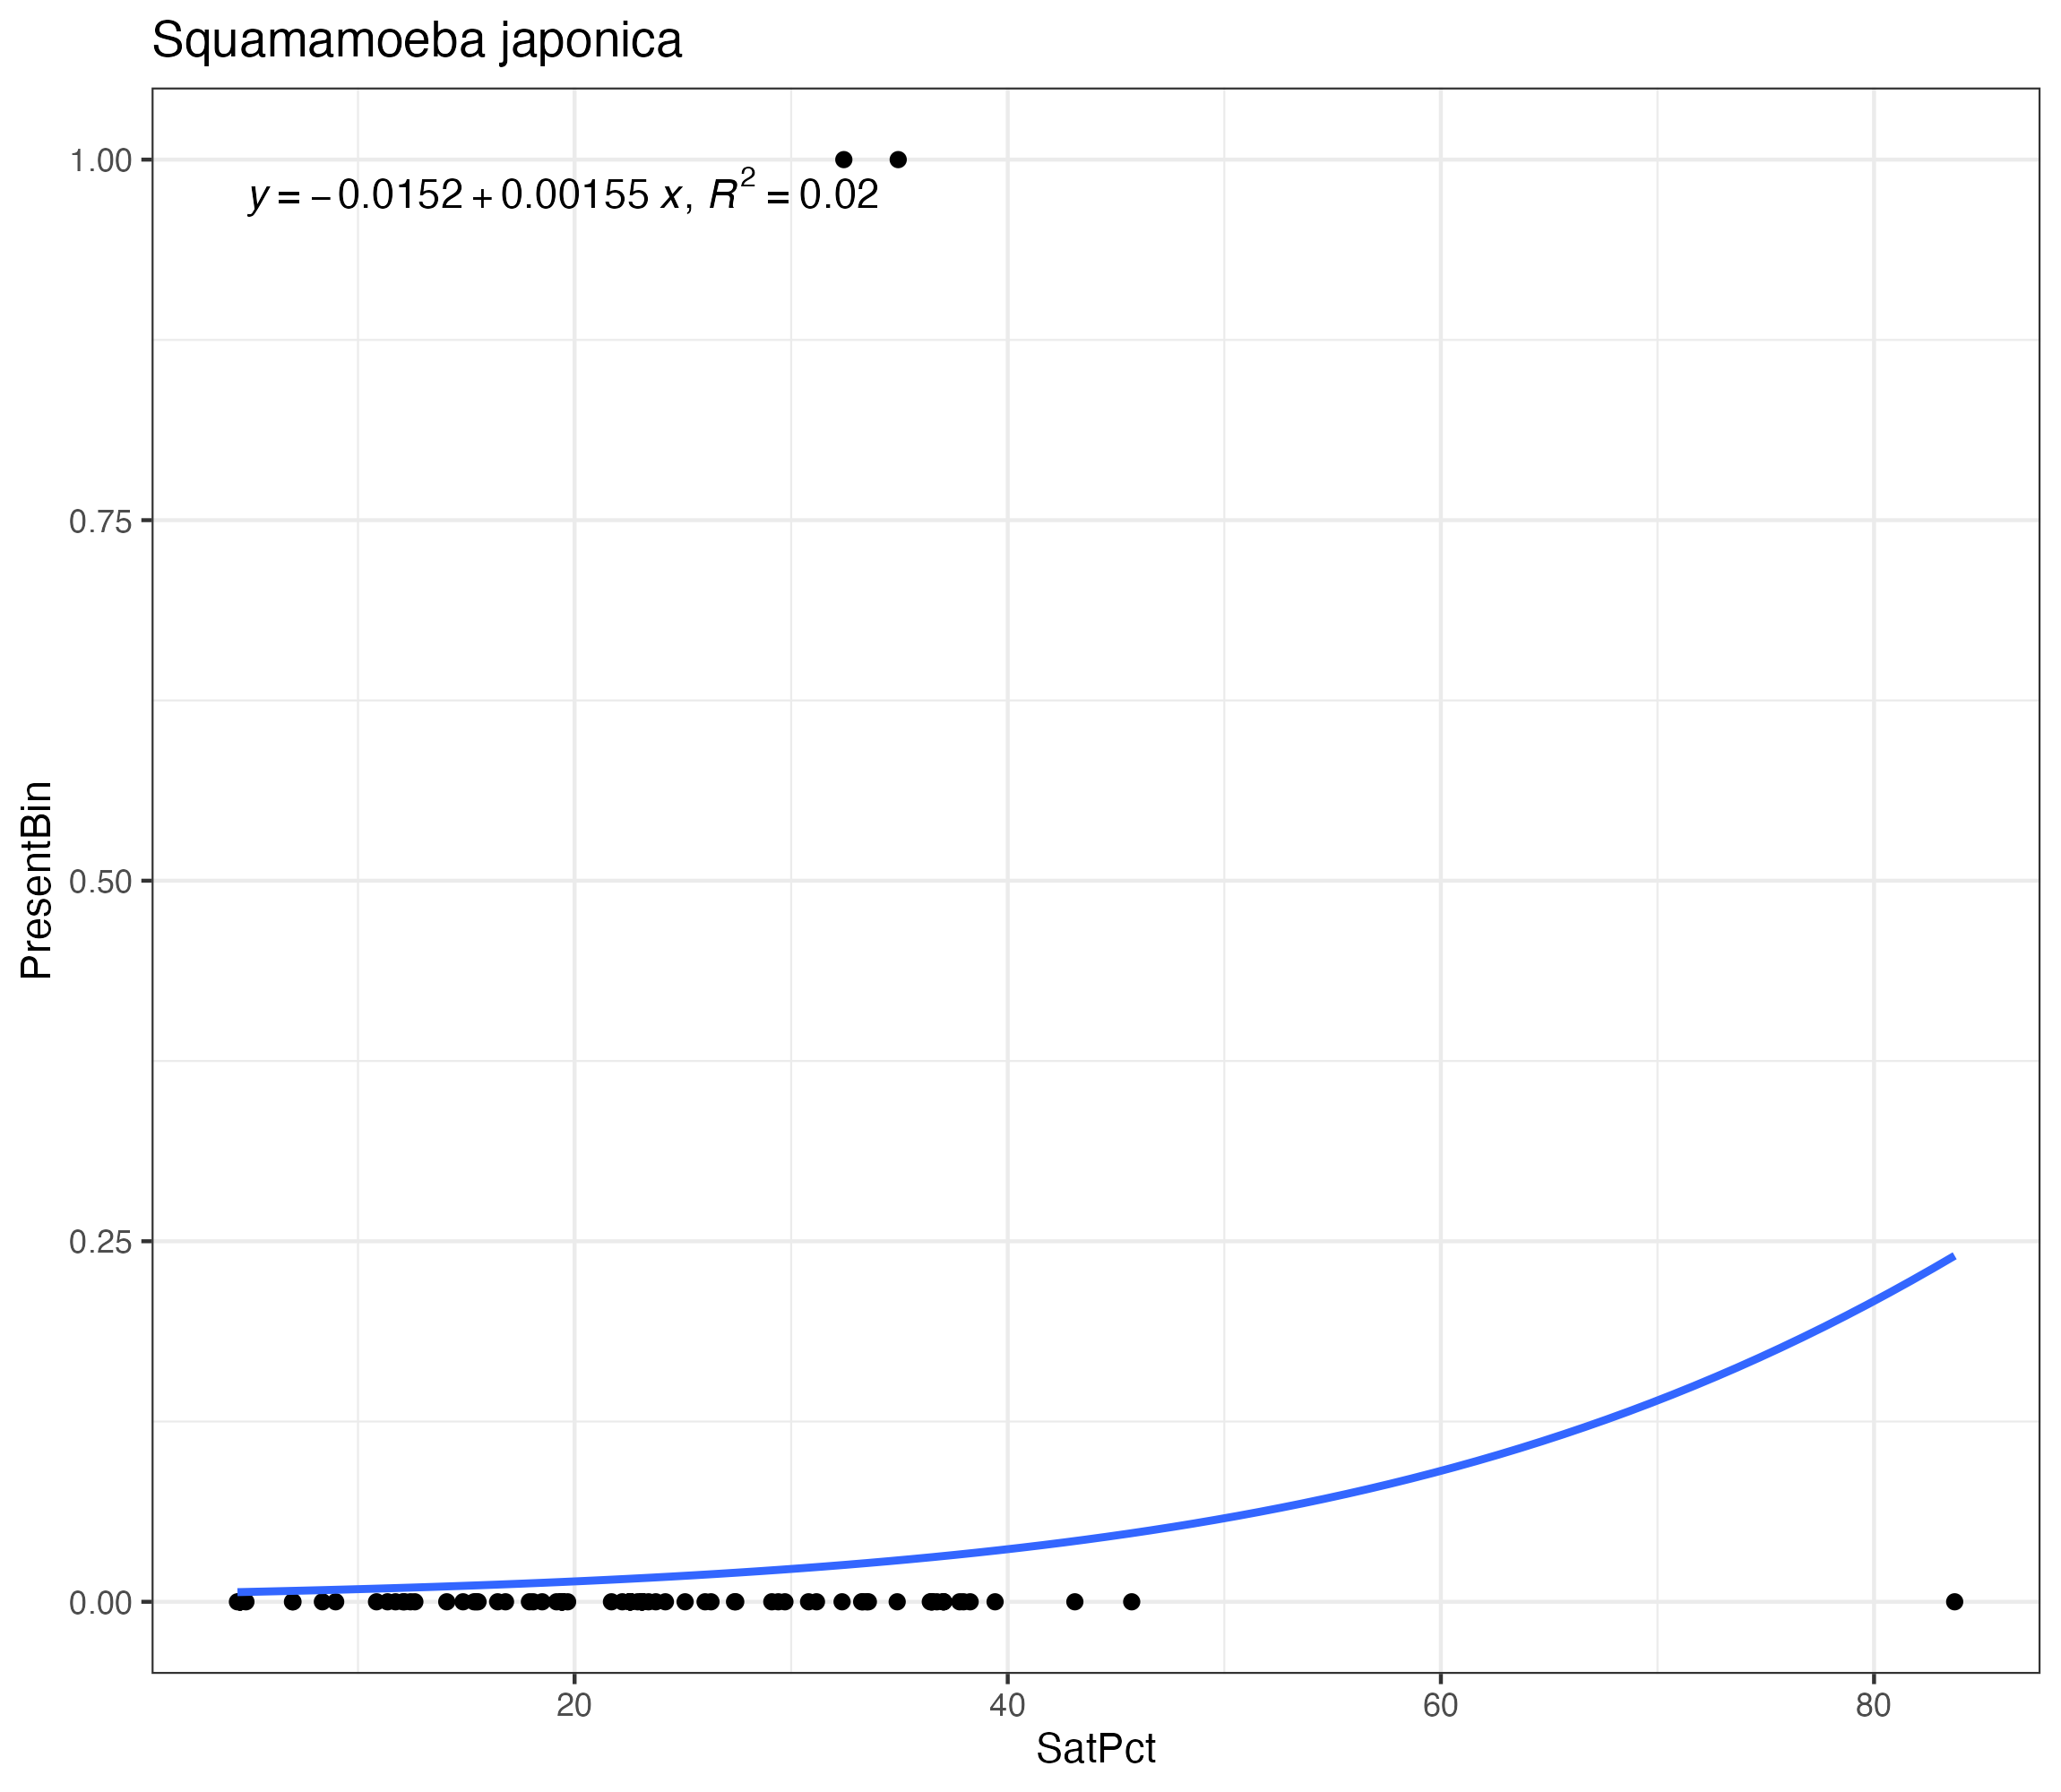 Squamamoeba japonica
1.00
y = −0.0152 + 0.00155 x, R² = 0.02
0.75
0.50
0.25
0.00
PresentBin
20 40 60 80
SatPct